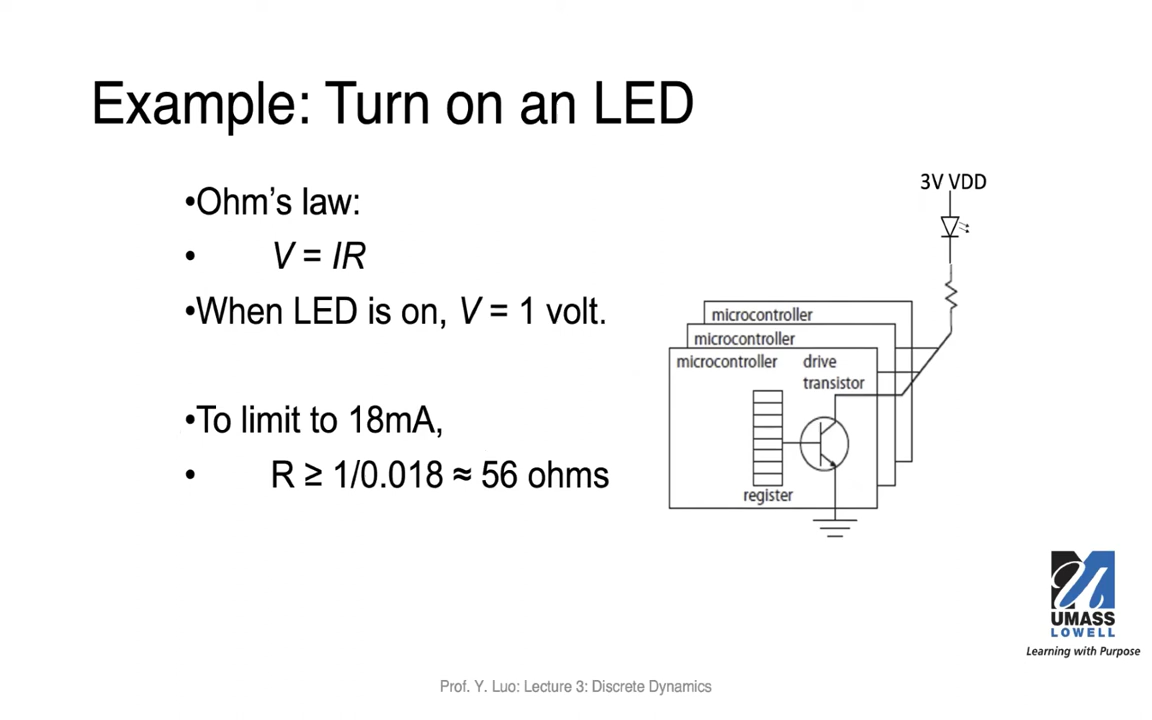 Example: Turn on an LED
•Ohm's law:
• V = IR
•When LED is on, V = 1 volt.
•To limit to 18mA,
• R ≥ 1/0.018 ≈ 56 ohms
3V VDD
microcontroller
microcontroller
microcontroller drive
transistor
register
UMASS
LOWELL
Learning with Purpose
Prof. Y. Luo: Lecture 3: Discrete Dynamics